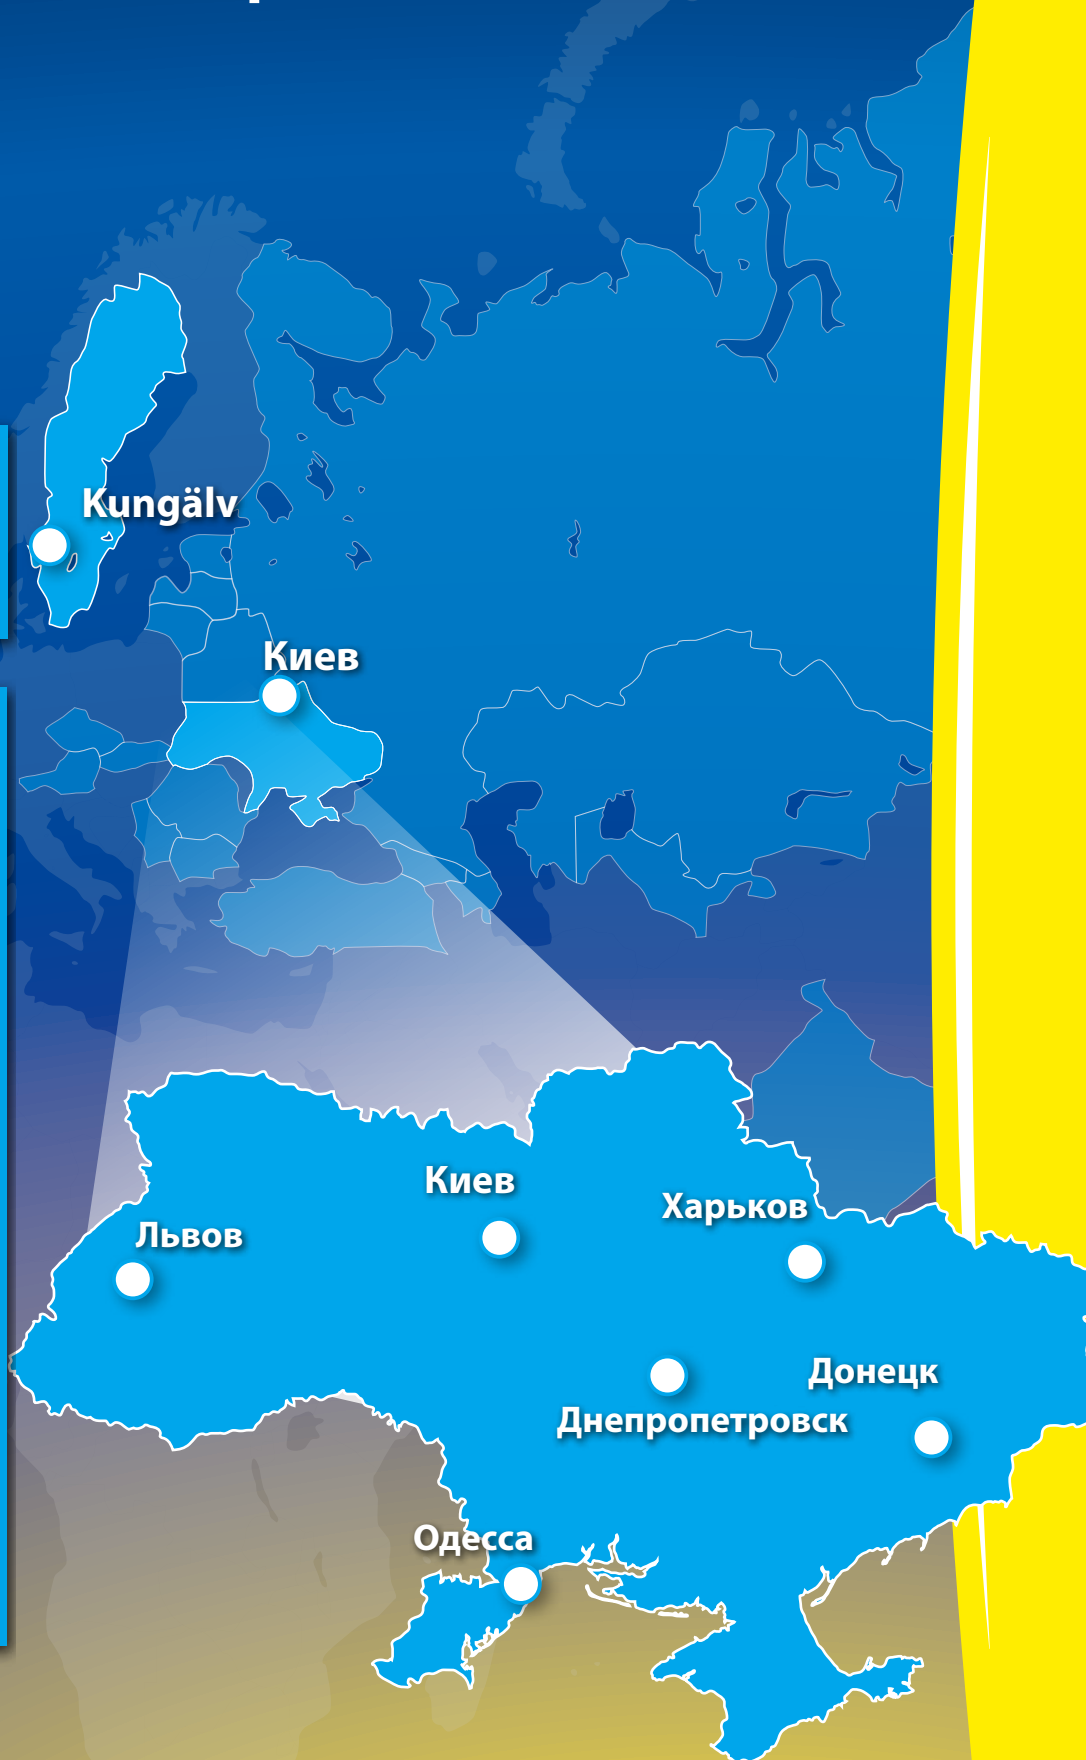 Kungälv
Киев
Киев
Харьков
Львов
Донецк
Днепропетровск
Одесса